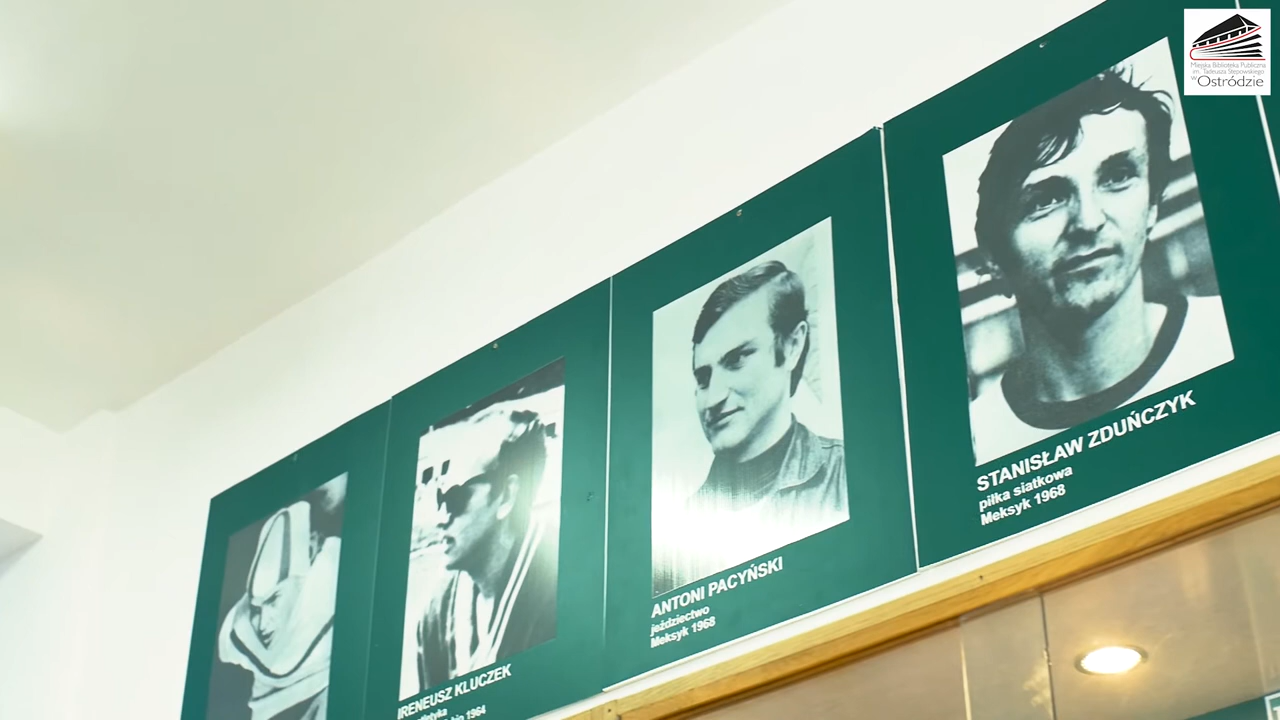 Miejska Biblioteka Publiczna
im. Tadeusza Stępowskiego
w Ostródzie
STANISŁAW ZDUŃCZYK
piłka siatkowa
Meksyk 1968
ANTONI PACYŃSKI
jeździectwo
Meksyk 1968
IRENEUSZ KLUCZEK
1964